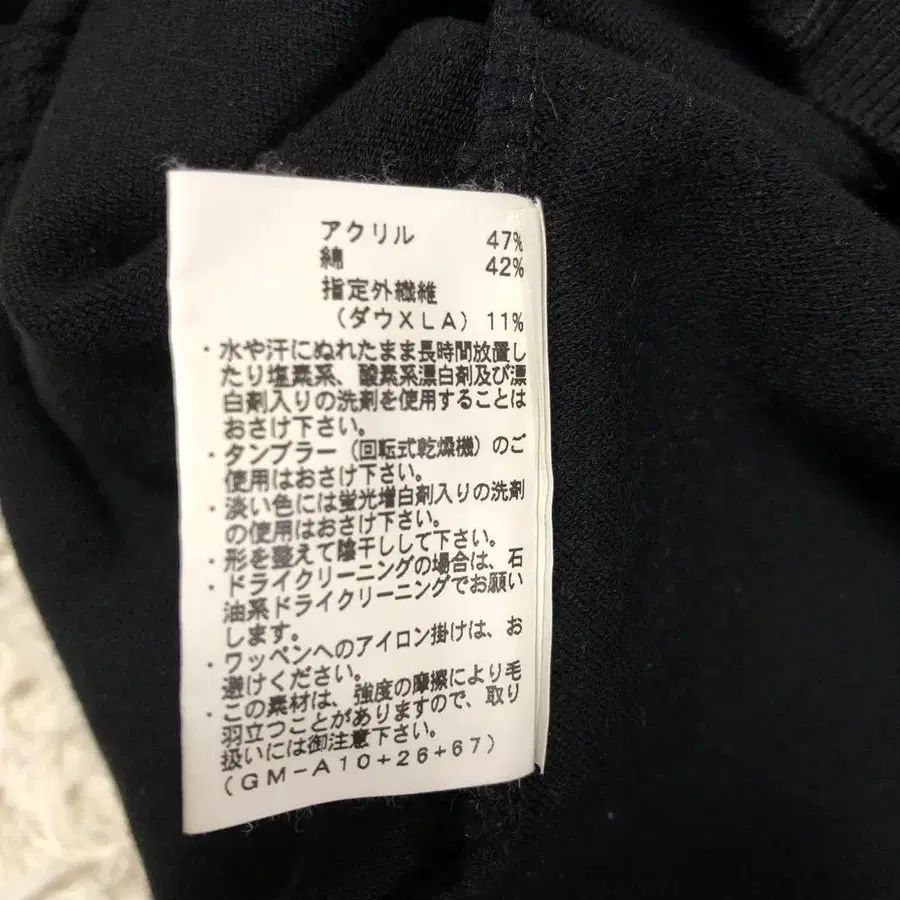 アクリル 47%
綿 42%
指定外繊維
(ダウXLA) 11%
・水や汗にぬれたまま長時間放置し
たり塩素系、酸素系漂白剤及び漂
白剤入りの洗剤を使用することは
おさけ下さい。
・タンブラー(回転式乾燥機)のご
使用はおさけ下さい。
・淡い色には蛍光増白剤入りの洗剤
の使用はおさけ下さい。
・形を整えて陰干しして下さい。
・ドライクリーニングの場合は、石
油系ドライクリーニングでお願い
します。
・ワッペンへのアイロン掛けは、お
避けください。
・この素材は、強度の摩擦により毛
羽立つことがありますので、取り
扱いには御注意下さい。
(GM-A10+26+67)